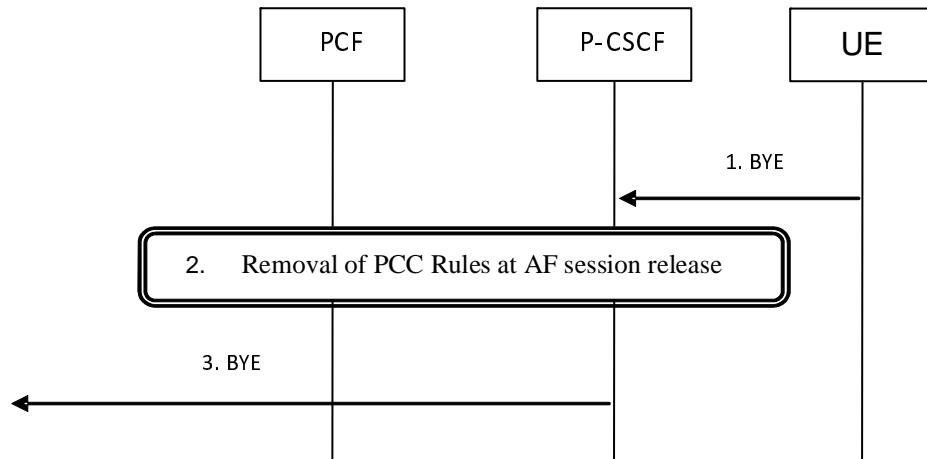 PCF
P-CSCF
UE
1. BYE
2. Removal of PCC Rules at AF session release
3. BYE